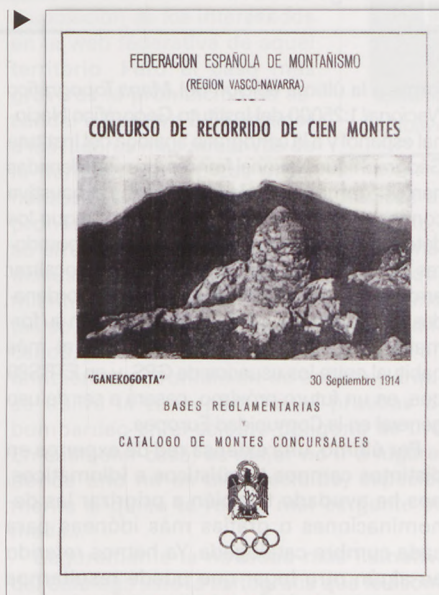 FEDERACION ESPAÑOLA DE MONTAÑISMO
(REGION VASCO-NAVARRA)
CONCURSO DE RECORRIDO DE CIEN MONTES
"GANEKOGORTA" 30 Septiembre 1914
BASES REGLAMENTARIAS
CATALOGO DE MONTES CONCURSABLES